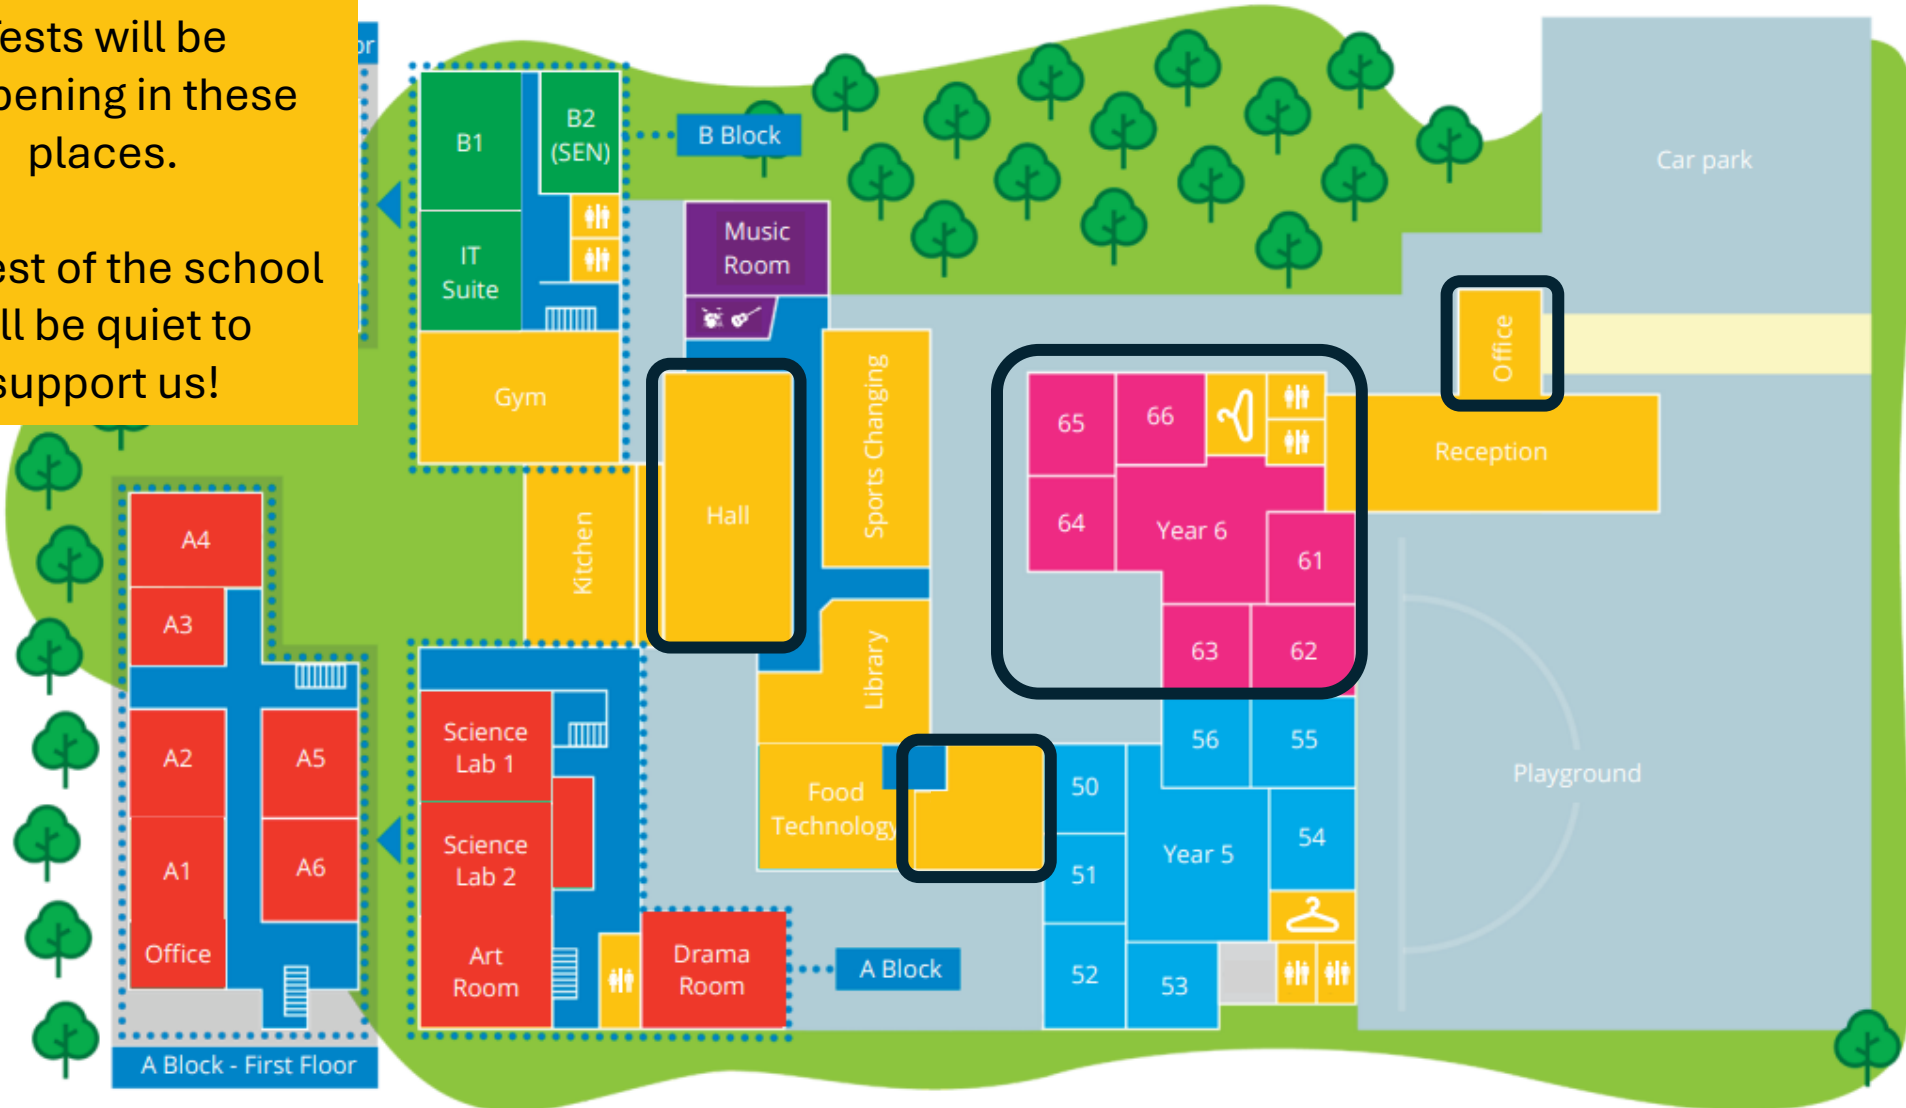 ests will be
pening in these
places.
est of the school
ll be quiet to
support us!
or
B1
B2
(SEN)
B Block
IT
Suite
Gym
Music
Room
Car park
Office
Reception
Sports Changing
Hall
Kitchen
65
66
64
Year 6
61
63
62
A4
A3
A2
A5
A1
A6
Office
A Block - First Floor
Science
Lab 1
Science
Lab 2
Art
Room
Drama
Room
A Block
Library
Food
Technology
56
55
50
51
Year 5
54
52
53
Playground